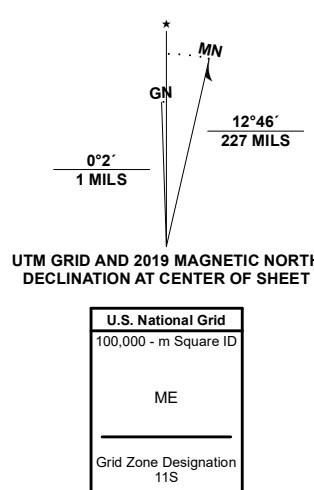 ★
MN
GN
12°46´
227 MILS
0°2´
1 MILS
UTM GRID AND 2019 MAGNETIC NORTH
DECLINATION AT CENTER OF SHEET
U.S. National Grid
100,000 - m Square ID
ME
Grid Zone Designation
11S